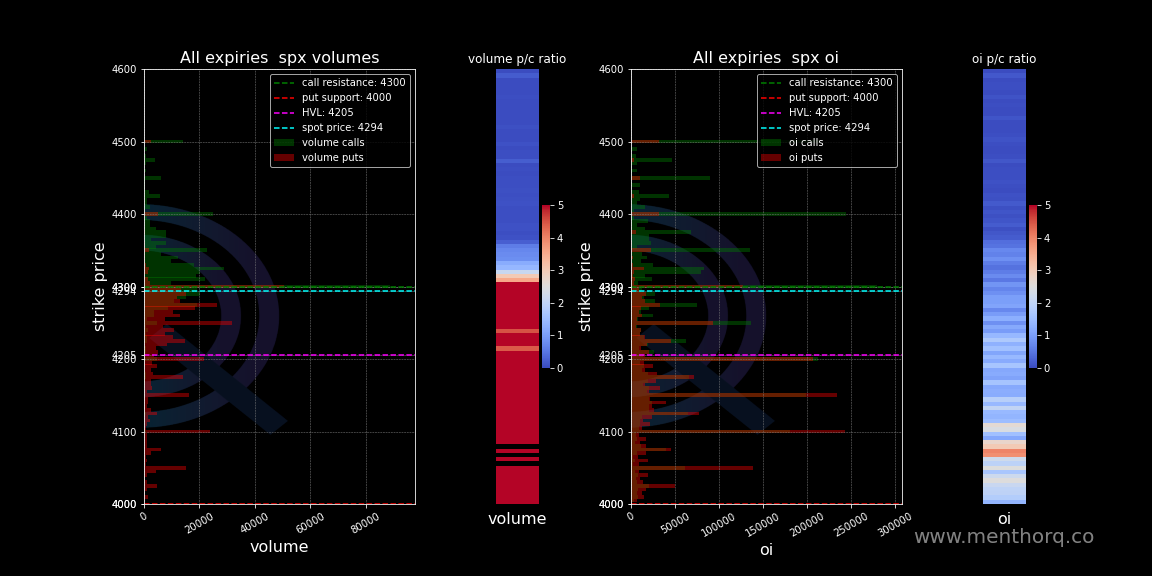 All expiries  spx volumes
call resistance: 4300
put support: 4000
HVL: 4205
spot price: 4294
volume calls
volume puts
strike price
4600
4500
4400
4300
4294
4205
4200
4100
4000
0
20000
40000
60000
80000
volume
volume p/c ratio
5
4
3
2
1
0
volume
All expiries  spx oi
call resistance: 4300
put support: 4000
HVL: 4205
spot price: 4294
oi calls
oi puts
strike price
4600
4500
4400
4300
4294
4205
4200
4100
4000
0
50000
100000
150000
200000
250000
300000
oi
oi p/c ratio
5
4
3
2
1
0
oi
www.menthorq.co